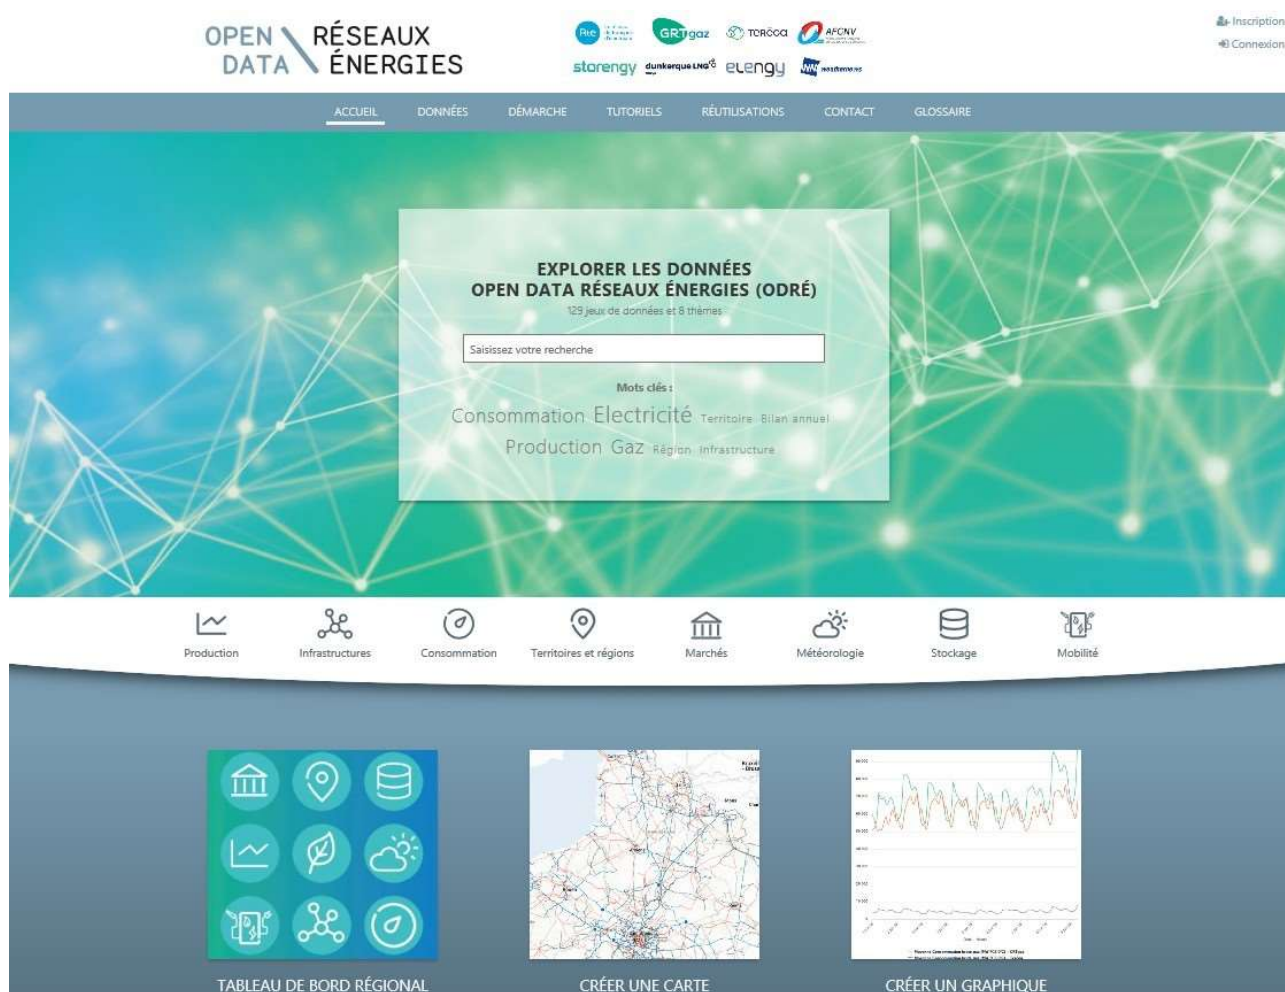 OPEN DATA
RÉSEAUX ÉNERGIES
Rte
GRTgaz
Teréga
AFGNV
storengy
dunkerque LNG
eLengy
weathernews
Inscription
Connexion
ACCUEIL DONNÉES DÉMARCHE TUTORIELS RÉUTILISATIONS CONTACT GLOSSAIRE
EXPLORER LES DONNÉES
OPEN DATA RÉSEAUX ÉNERGIES (ODRÉ)
129 jeux de données et 8 thèmes
Saisissez votre recherche
Mots clés :
Consommation Electricité Territoire Bilan annuel
Production Gaz Région Infrastructure
Production Infrastructures Consommation Territoires et régions Marchés Météorologie Stockage Mobilité
TABLEAU DE BORD RÉGIONAL CRÉER UNE CARTE CRÉER UN GRAPHIQUE